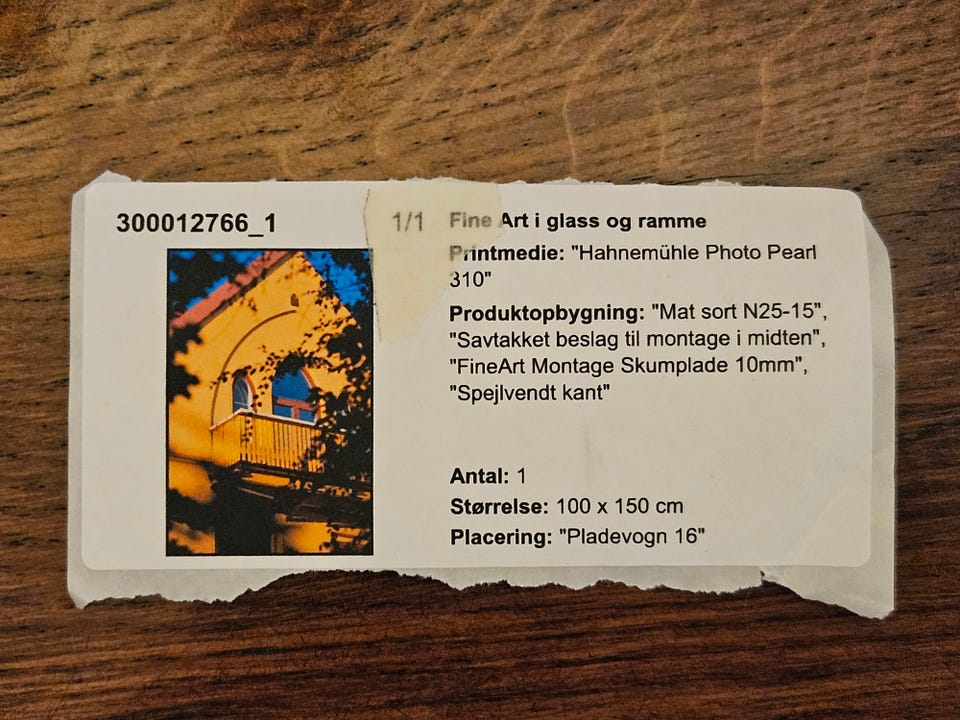 300012766_1
1/1
Fine Art i glass og ramme
Printmedie: "Hahnemühle Photo Pearl
310"
Produktopbygning: "Mat sort N25-15",
"Savtakket beslag til montage i midten",
"FineArt Montage Skumplade 10mm",
"Spejlvendt kant"
Antal: 1
Størrelse: 100 x 150 cm
Placering: "Pladevogn 16"